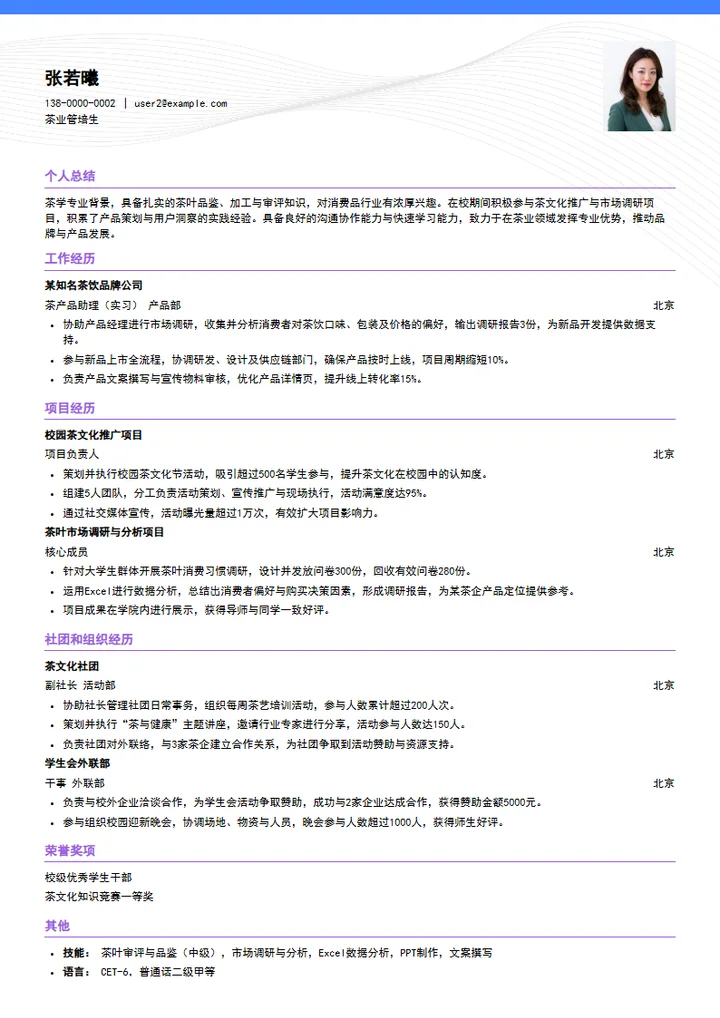 张若曦
138-0000-0002 | user2@example.com
茶业管培生
个人总结
茶学专业背景，具备扎实的茶叶品鉴、加工与审评知识，对消费品行业有浓厚兴趣。在校期间积极参与茶文化推广与市场调研项
目，积累了产品策划与用户洞察的实践经验。具备良好的沟通协作能力与快速学习能力，致力于在茶业领域发挥专业优势，推动品
牌与产品发展。
工作经历
某知名茶饮品牌公司
茶产品助理（实习） 产品部 北京
• 协助产品经理进行市场调研，收集并分析消费者对茶饮口味、包装及价格的偏好，输出调研报告3份，为新品开发提供数据支
持。
• 参与新品上市全流程，协调研发、设计及供应链部门，确保产品按时上线，项目周期缩短10%。
• 负责产品文案撰写与宣传物料审核，优化产品详情页，提升线上转化率15%。
项目经历
校园茶文化推广项目
项目负责人 北京
• 策划并执行校园茶文化节活动，吸引超过500名学生参与，提升茶文化在校园中的认知度。
• 组建5人团队，分工负责活动策划、宣传推广与现场执行，活动满意度达95%。
• 通过社交媒体宣传，活动曝光量超过1万次，有效扩大项目影响力。
茶叶市场调研与分析项目
核心成员 北京
• 针对大学生群体开展茶叶消费习惯调研，设计并发放问卷300份，回收有效问卷280份。
• 运用Excel进行数据分析，总结出消费者偏好与购买决策因素，形成调研报告，为某茶企产品定位提供参考。
• 项目成果在学院内进行展示，获得导师与同学一致好评。
社团和组织经历
茶文化社团
副社长 活动部 北京
• 协助社长管理社团日常事务，组织每周茶艺培训活动，参与人数累计超过200人次。
• 策划并执行“茶与健康”主题讲座，邀请行业专家进行分享，活动参与人数达150人。
• 负责社团对外联络，与3家茶企建立合作关系，为社团争取到活动赞助与资源支持。
学生会外联部
干事 外联部 北京
• 负责与校外企业洽谈合作，为学生会活动争取赞助，成功与2家企业达成合作，获得赞助金额5000元。
• 参与组织校园迎新晚会，协调场地、物资与人员，晚会参与人数超过1000人，获得师生好评。
荣誉奖项
校级优秀学生干部
茶文化知识竞赛一等奖
其他
• 技能： 茶叶审评与品鉴（中级），市场调研与分析，Excel数据分析，PPT制作，文案撰写
• 语言： CET-6、普通话二级甲等